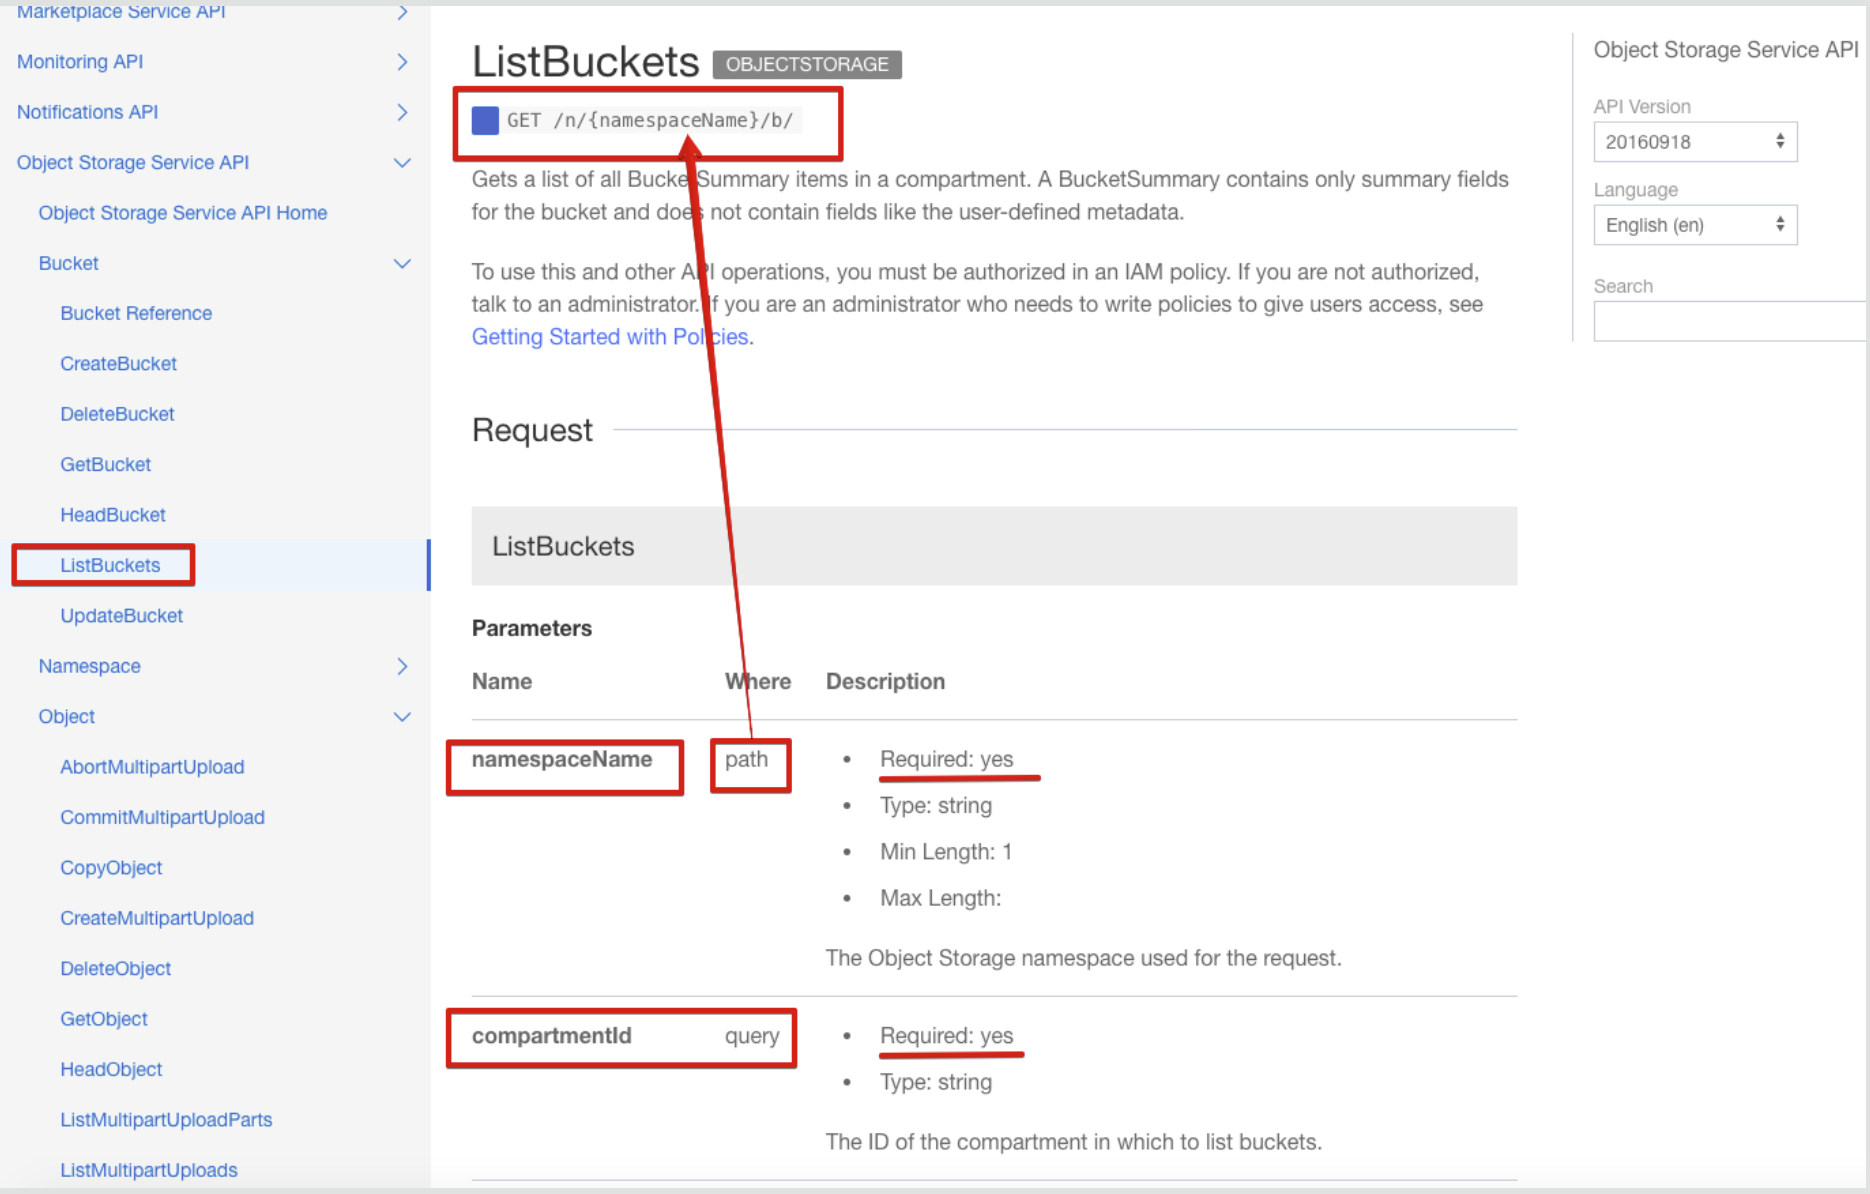 Marketplace Service API
Monitoring API
Notifications API
Object Storage Service API
Object Storage Service API Home
Bucket
Bucket Reference
CreateBucket
DeleteBucket
GetBucket
HeadBucket
ListBuckets
UpdateBucket
Namespace
Object
AbortMultipartUpload
CommitMultipartUpload
CopyObject
CreateMultipartUpload
DeleteObject
GetObject
HeadObject
ListMultipartUploadParts
ListMultipartUploads
ListBuckets OBJECTSTORAGE
GET /n/{namespaceName}/b/
Gets a list of all BucketSummary items in a compartment. A BucketSummary contains only summary fields
for the bucket and does not contain fields like the user-defined metadata.
To use this and other API operations, you must be authorized in an IAM policy. If you are not authorized,
talk to an administrator. If you are an administrator who needs to write policies to give users access, see
Getting Started with Policies.
Request
ListBuckets
Parameters
Name Where Description
namespaceName path • Required: yes
• Type: string
• Min Length: 1
• Max Length:
The Object Storage namespace used for the request.
compartmentId query • Required: yes
• Type: string
The ID of the compartment in which to list buckets.
Object Storage Service API
API Version
20160918
Language
English (en)
Search